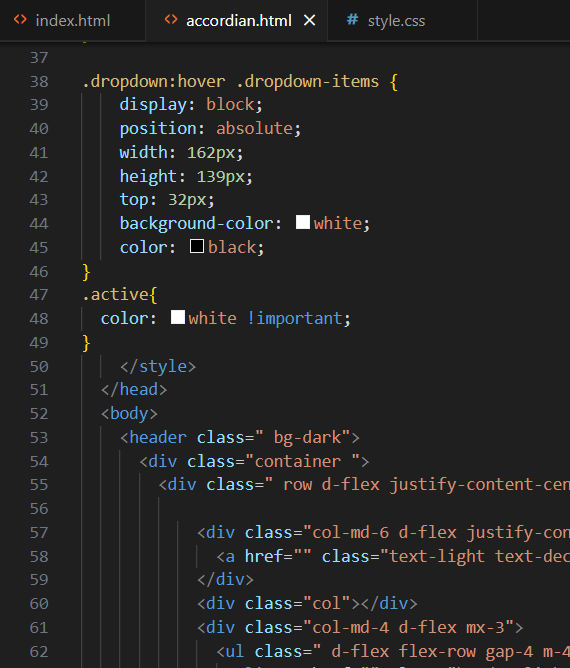 index.html accordian.html style.css
37
38 .dropdown:hover .dropdown-items {
39 display: block;
40 position: absolute;
41 width: 162px;
42 height: 139px;
43 top: 32px;
44 background-color: white;
45 color: black;
46 }
47 .active{
48 color: white !important;
49 }
50 </style>
51 </head>
52 <body>
53 <header class=" bg-dark">
54 <div class="container ">
55 <div class=" row d-flex justify-content-cen
56
57 <div class="col-md-6 d-flex justify-con
58 <a href="" class="text-light text-dec
59 </div>
60 <div class="col"></div>
61 <div class="col-md-4 d-flex mx-3">
62 <ul class=" d-flex flex-row gap-4 m-4